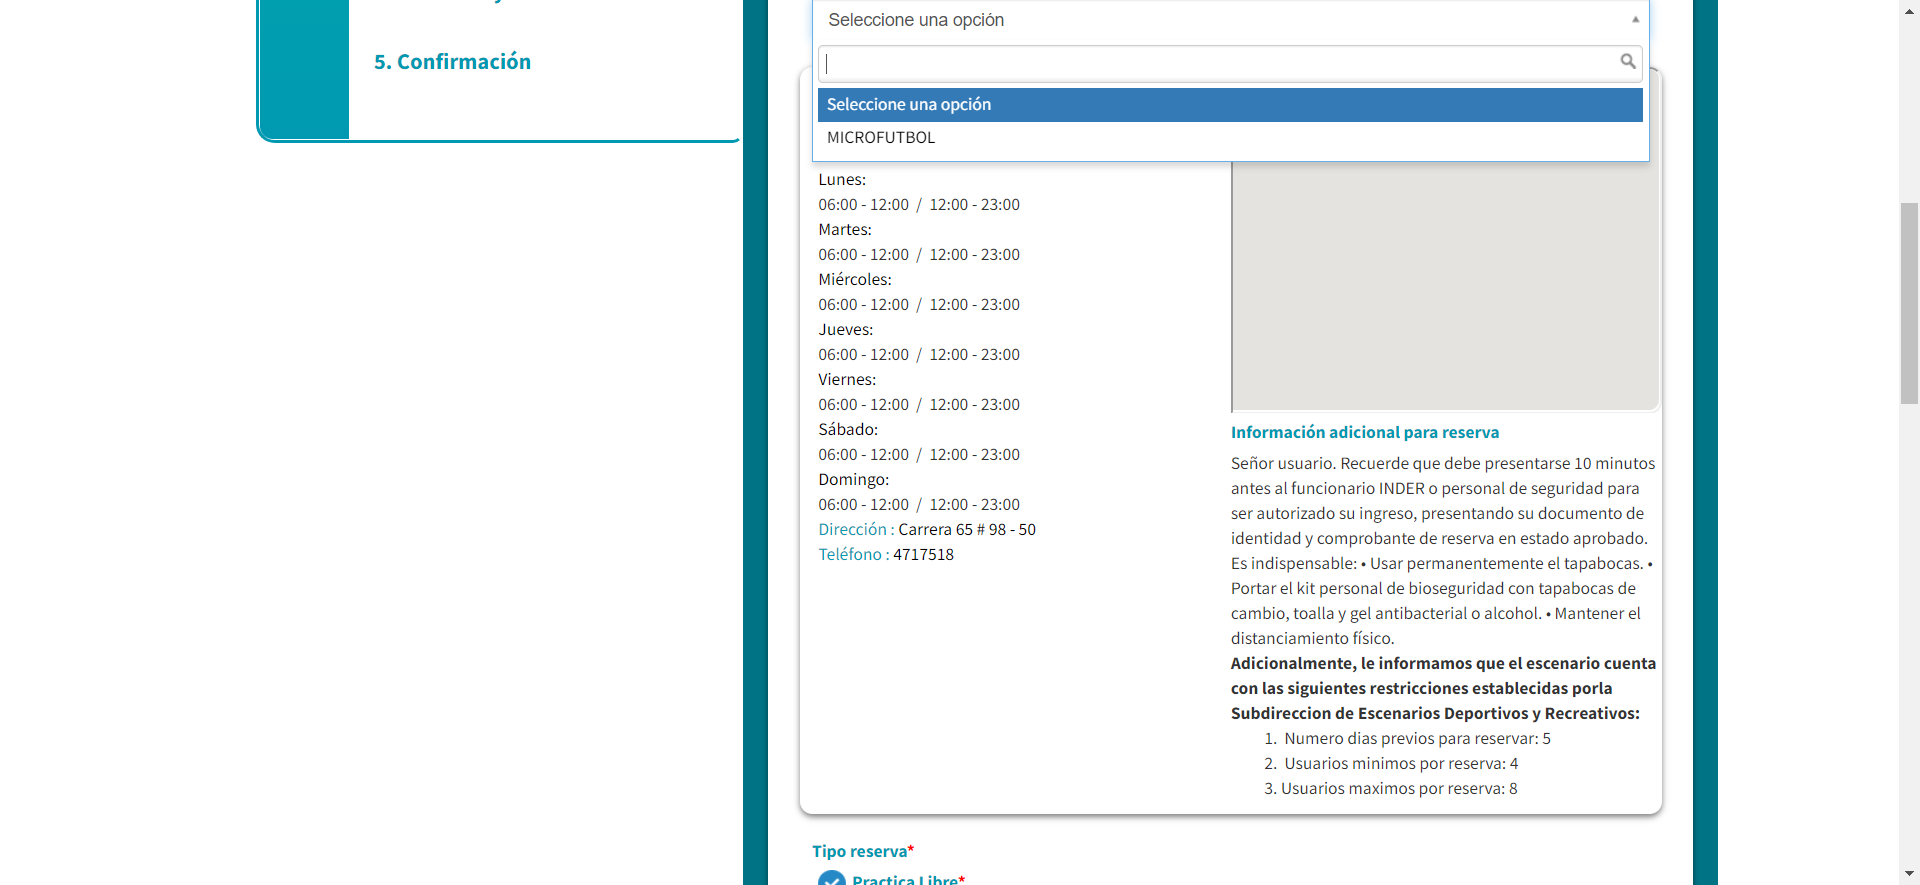 5. Confirmación
Seleccione una opción
Seleccione una opción
MICROFUTBOL
Lunes:
06:00 - 12:00 / 12:00 - 23:00
Martes:
06:00 - 12:00 / 12:00 - 23:00
Miércoles:
06:00 - 12:00 / 12:00 - 23:00
Jueves:
06:00 - 12:00 / 12:00 - 23:00
Viernes:
06:00 - 12:00 / 12:00 - 23:00
Sábado:
06:00 - 12:00 / 12:00 - 23:00
Domingo:
06:00 - 12:00 / 12:00 - 23:00
Dirección : Carrera 65 # 98 - 50
Teléfono : 4717518
Información adicional para reserva
Señor usuario. Recuerde que debe presentarse 10 minutos
antes al funcionario INDER o personal de seguridad para
ser autorizado su ingreso, presentando su documento de
identidad y comprobante de reserva en estado aprobado.
Es indispensable: • Usar permanentemente el tapabocas. •
Portar el kit personal de bioseguridad con tapabocas de
cambio, toalla y gel antibacterial o alcohol. • Mantener el
distanciamiento físico.
Adicionalmente, le informamos que el escenario cuenta
con las siguientes restricciones establecidas porla
Subdireccion de Escenarios Deportivos y Recreativos:
1. Numero dias previos para reservar: 5
2. Usuarios minimos por reserva: 4
3. Usuarios maximos por reserva: 8
Tipo reserva*
Practica Libre*